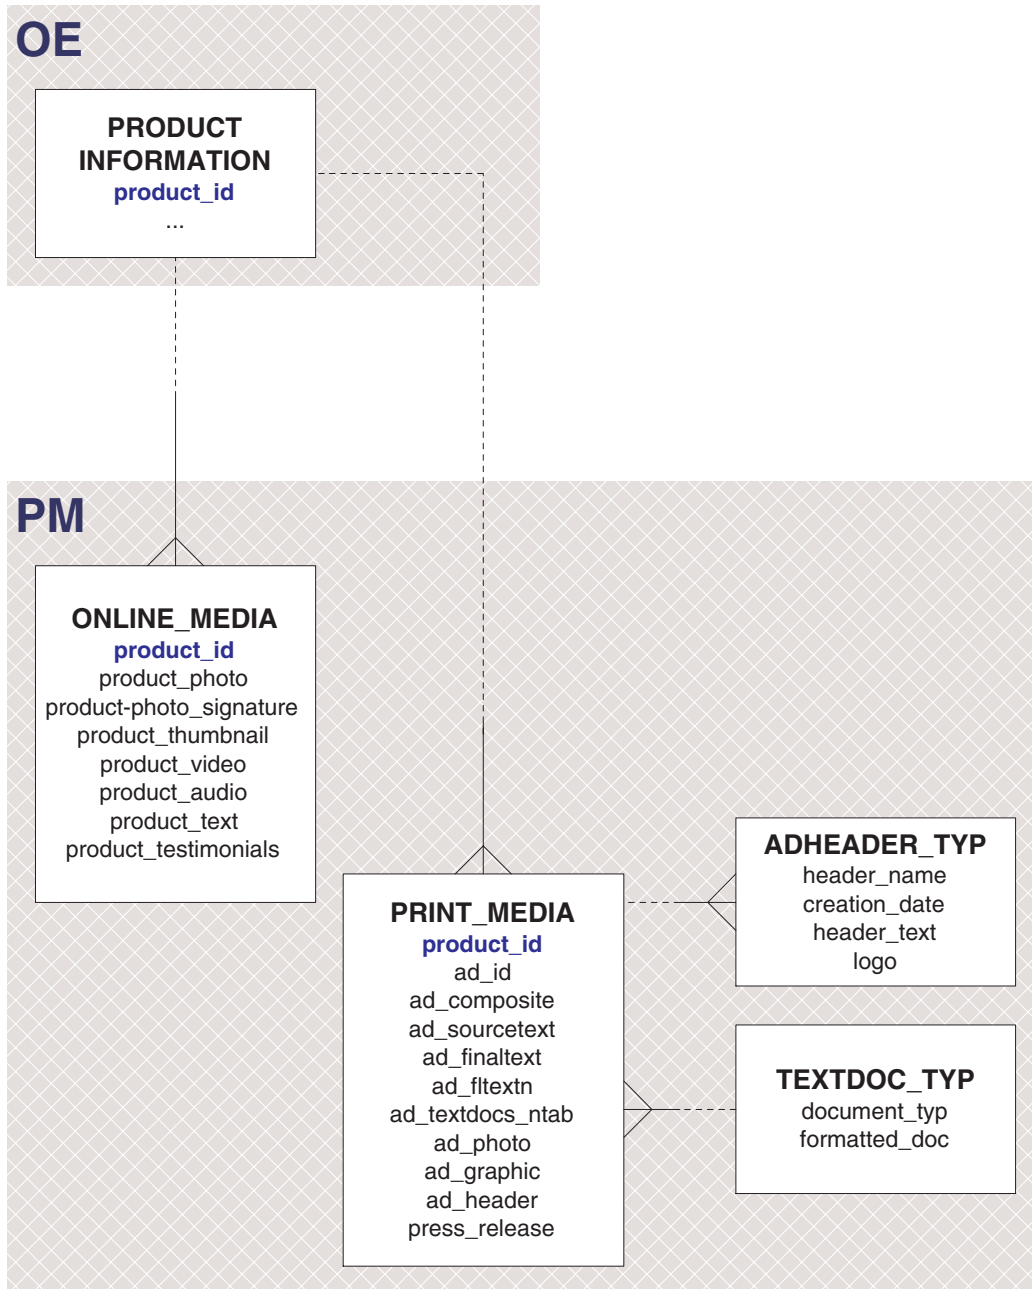 OE
PRODUCT
INFORMATION
product_id
...
PM
ONLINE_MEDIA
product_id
product_photo
product-photo_signature
product_thumbnail
product_video
product_audio
product_text
product_testimonials
PRINT_MEDIA
product_id
ad_id
ad_composite
ad_sourcetext
ad_finaltext
ad_fltextn
ad_textdocs_ntab
ad_photo
ad_graphic
ad_header
press_release
ADHEADER_TYP
header_name
creation_date
header_text
logo
TEXTDOC_TYP
document_typ
formatted_doc